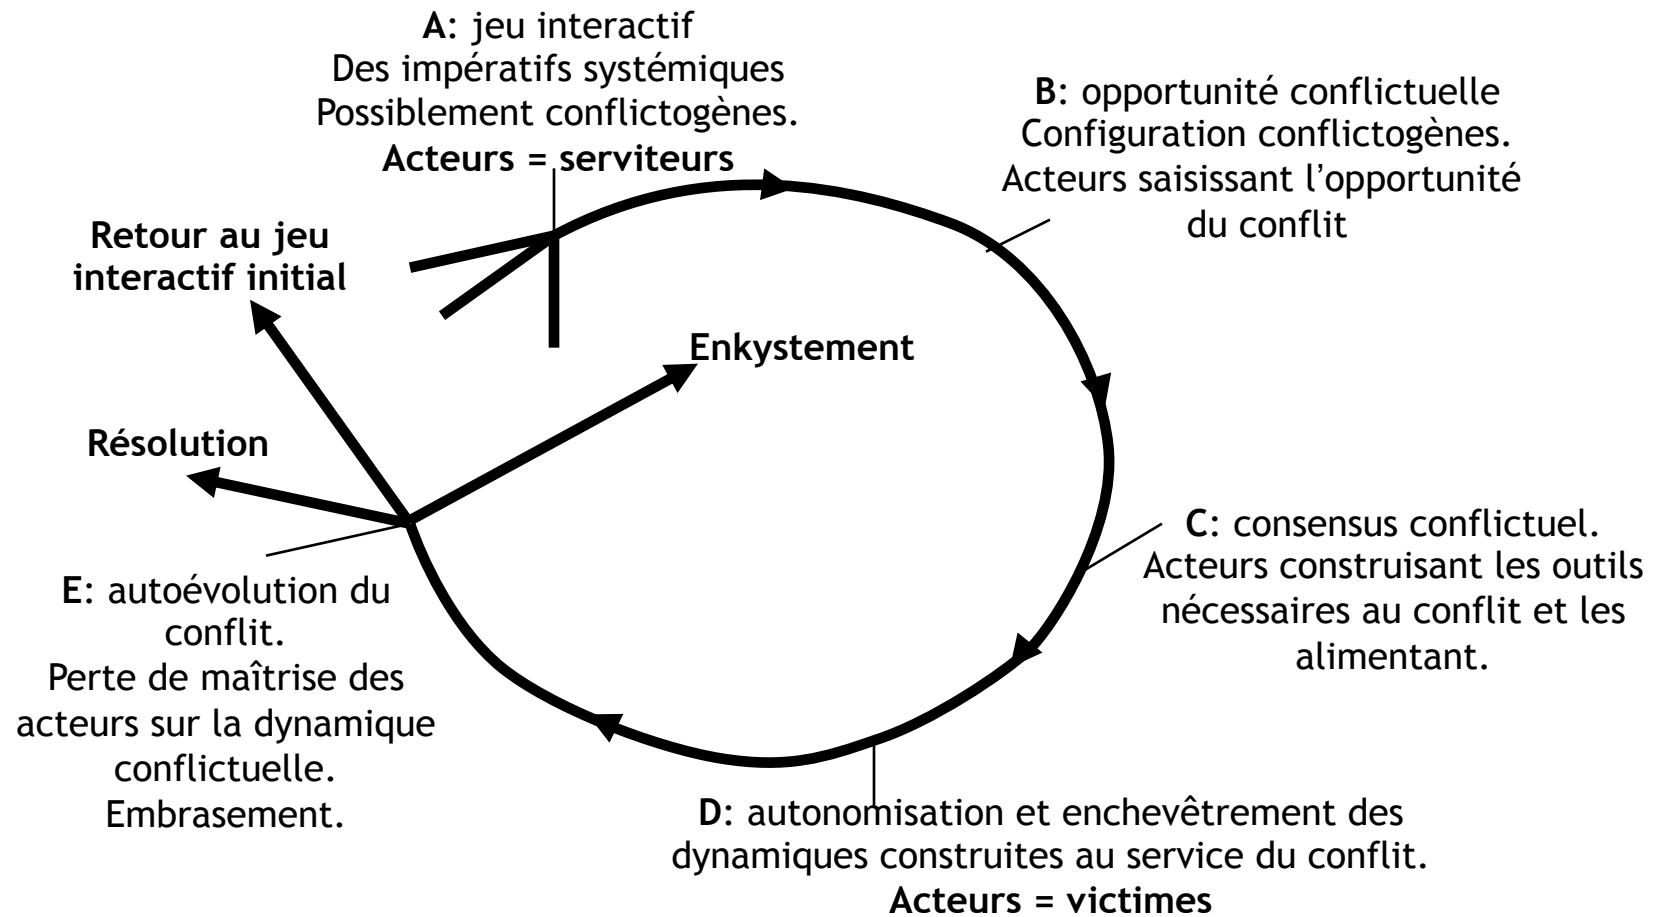 A: jeu interactif
Des impératifs systémiques
Possiblement conflictogènes.
Acteurs = serviteurs
B: opportunité conflictuelle
Configuration conflictogènes.
Acteurs saisissant l’opportunité
du conflit
Retour au jeu
interactif initial
Enkystement
Résolution
C: consensus conflictuel.
Acteurs construisant les outils
nécessaires au conflit et les
alimentant.
E: autoévolution du
conflit.
Perte de maîtrise des
acteurs sur la dynamique
conflictuelle.
Embrasement.
D: autonomisation et enchevêtrement des
dynamiques construites au service du conflit.
Acteurs = victimes